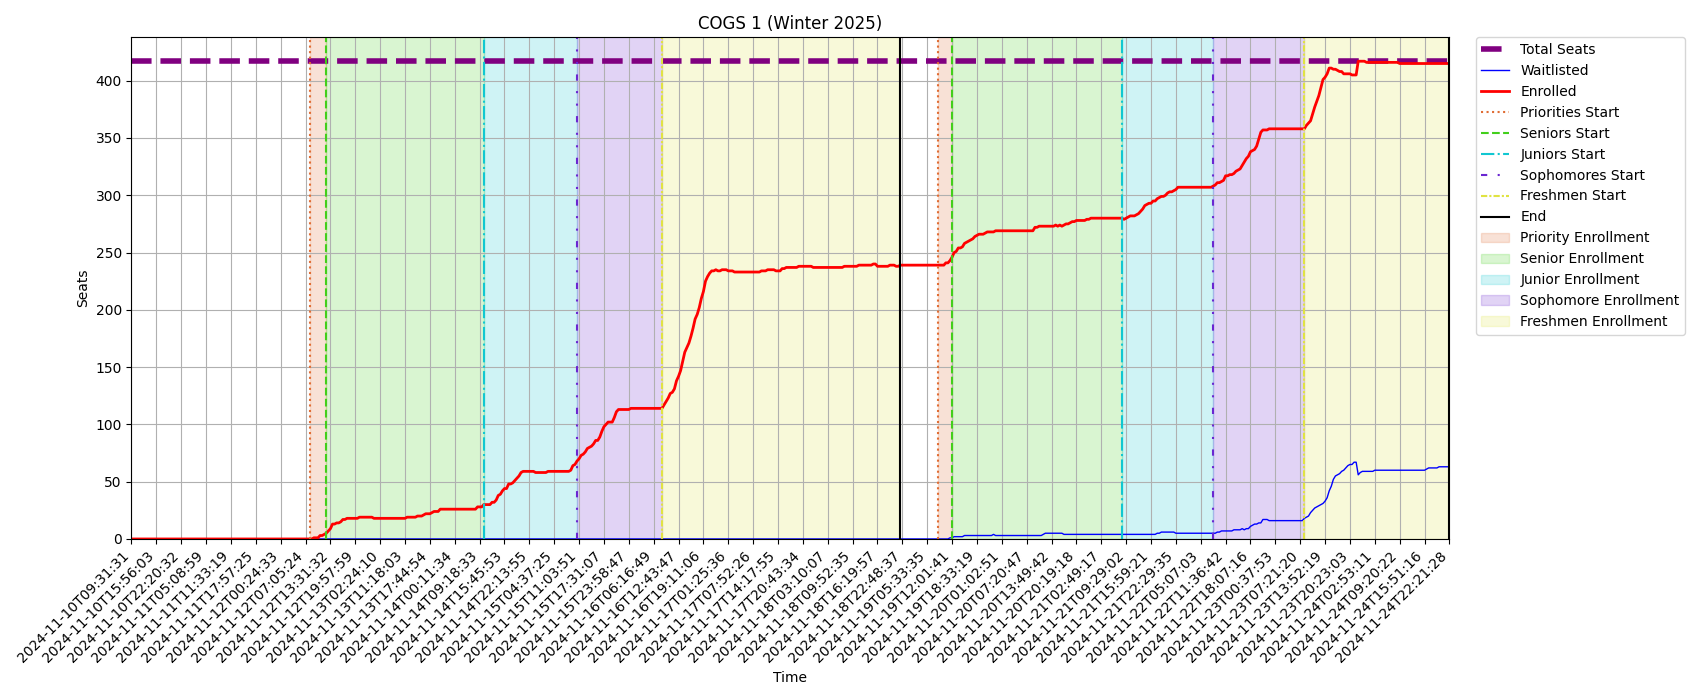 COGS 1 (Winter 2025)
Seats
400
350
300
250
200
150
100
50
0
2024-11-10T09:31:31
2024-11-10T15:56:03
2024-11-10T22:20:32
2024-11-11T05:08:59
2024-11-11T11:33:19
2024-11-11T17:57:25
2024-11-12T00:24:33
2024-11-12T07:05:24
2024-11-12T13:31:32
2024-11-12T19:57:59
2024-11-13T02:24:10
2024-11-13T11:18:03
2024-11-13T17:44:54
2024-11-14T00:11:34
2024-11-14T09:18:33
2024-11-14T15:45:53
2024-11-14T22:13:55
2024-11-15T04:37:25
2024-11-15T11:03:51
2024-11-15T17:31:07
2024-11-15T23:58:47
2024-11-16T06:16:49
2024-11-16T12:43:47
2024-11-16T19:11:06
2024-11-17T01:25:36
2024-11-17T07:52:26
2024-11-17T14:17:55
2024-11-17T20:43:34
2024-11-18T03:10:07
2024-11-18T09:52:35
2024-11-18T16:19:57
2024-11-18T22:48:37
2024-11-19T05:33:35
2024-11-19T12:01:41
2024-11-19T18:33:19
2024-11-20T01:02:51
2024-11-20T07:20:47
2024-11-20T13:49:42
2024-11-20T20:19:18
2024-11-21T02:49:17
2024-11-21T09:29:02
2024-11-21T15:59:21
2024-11-21T22:29:35
2024-11-22T05:07:03
2024-11-22T11:36:42
2024-11-22T18:07:16
2024-11-23T00:37:53
2024-11-23T07:21:20
2024-11-23T13:52:19
2024-11-23T20:23:03
2024-11-24T02:53:11
2024-11-24T09:20:22
2024-11-24T15:51:16
2024-11-24T22:21:28
Time
Total Seats
Waitlisted
Enrolled
Priorities Start
Seniors Start
Juniors Start
Sophomores Start
Freshmen Start
End
Priority Enrollment
Senior Enrollment
Junior Enrollment
Sophomore Enrollment
Freshmen Enrollment